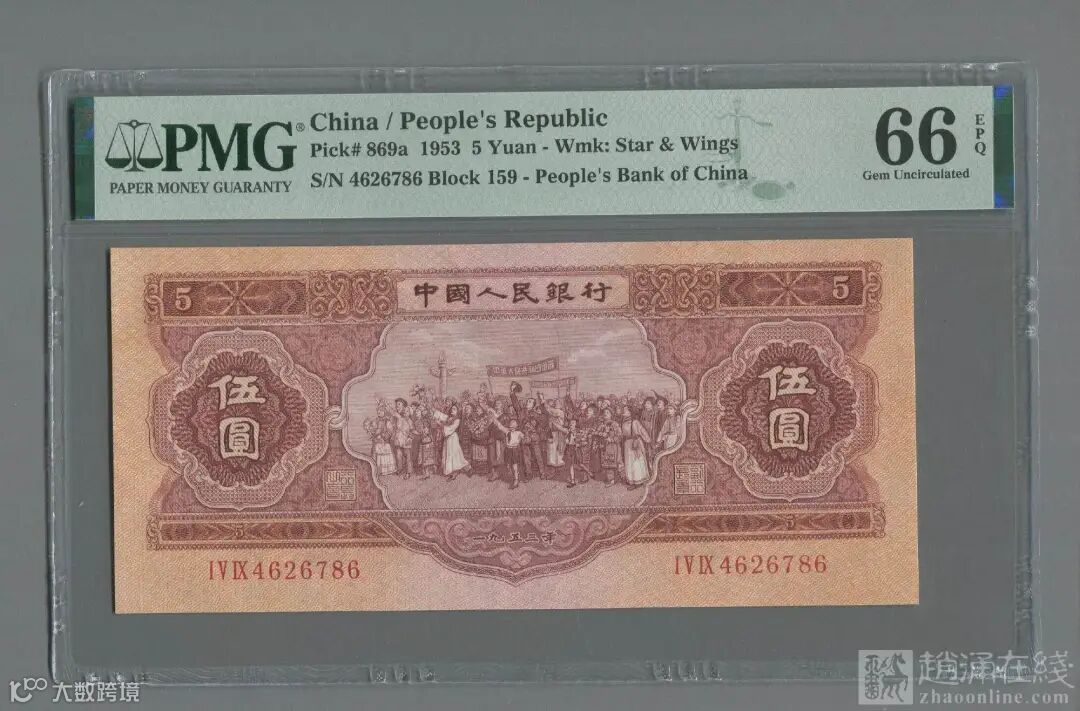 PMG®
PAPER MONEY GUARANTY
China / People's Republic
Pick# 869a 1953 5 Yuan - Wmk: Star & Wings
S/N 4626786 Block 159 - People's Bank of China
66
EPQ
Gem Uncirculated
5
中國人民銀行
5
伍圓
伍圓
5
5
一九五三年
IVIX4626786
IVIX4626786
大数跨境
趙涌在綫
zhaoonline.com